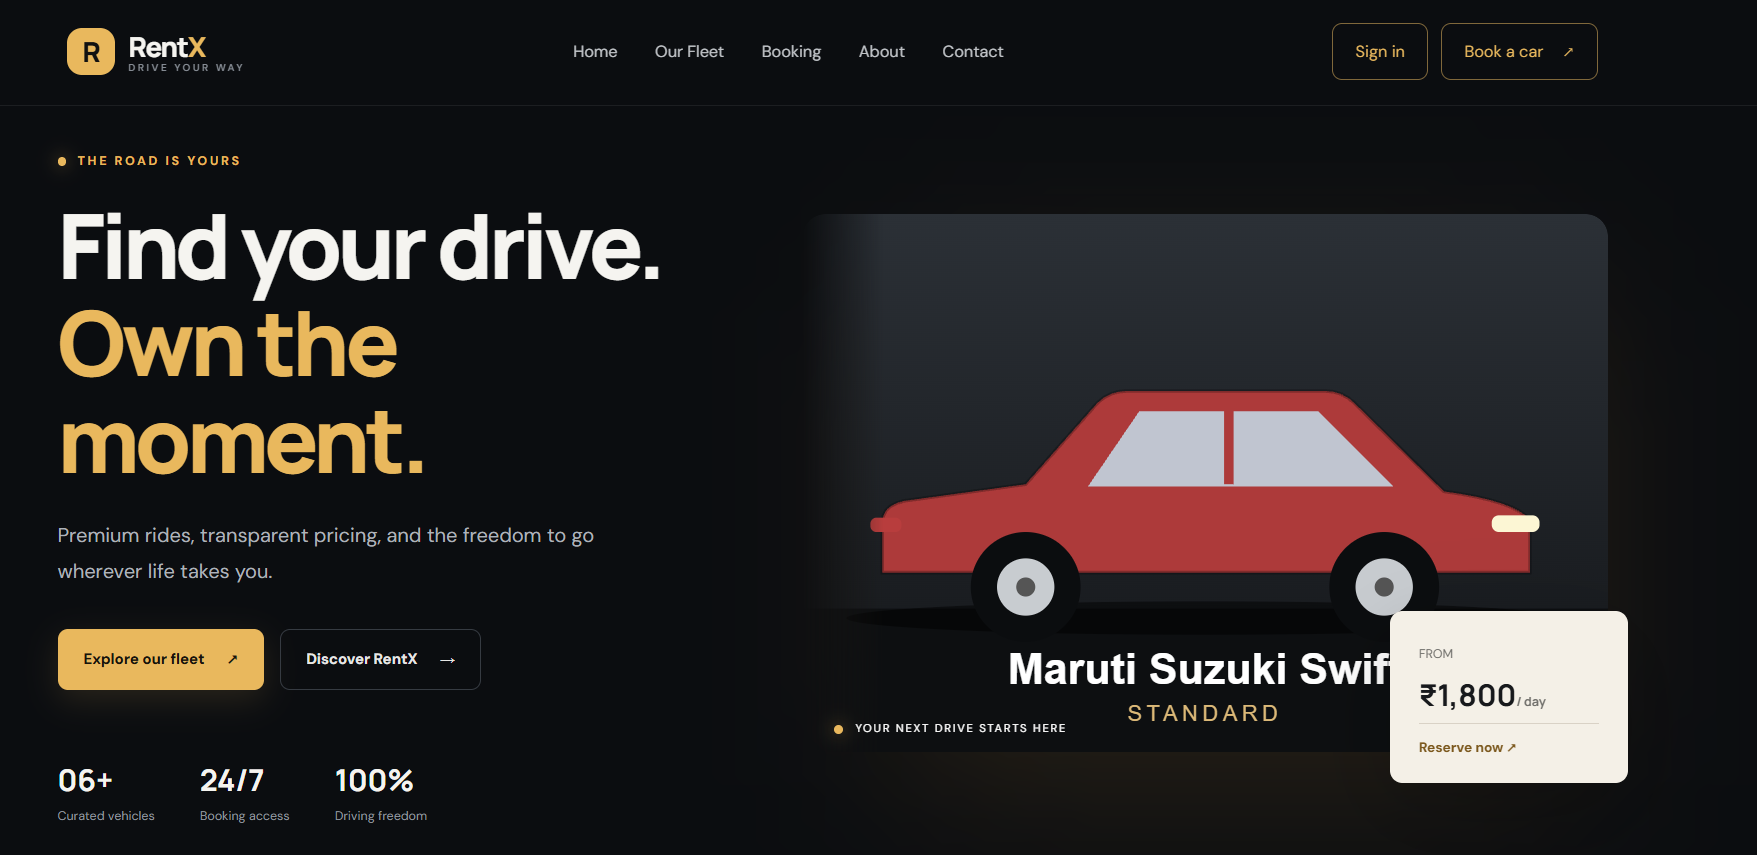 R
RentX
DRIVE YOUR WAY
Home
Our Fleet
Booking
About
Contact
Sign in
Book a car ↗
THE ROAD IS YOURS
Find your drive.
Own the
moment.
Premium rides, transparent pricing, and the freedom to go
wherever life takes you.
Explore our fleet ↗
Discover RentX →
06+
Curated vehicles
24/7
Booking access
100%
Driving freedom
Maruti Suzuki Swif
STANDARD
YOUR NEXT DRIVE STARTS HERE
FROM
₹1,800 / day
Reserve now ↗